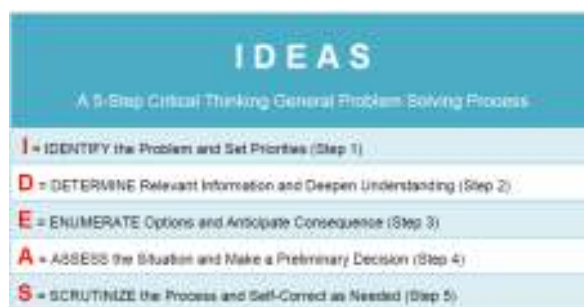 IDEAS
A 5-Step Critical Thinking General Problem Solving Process
I = IDENTIFY the Problem and Set Priorities (Step 1)
D = DETERMINE Relevant Information and Deepen Understanding (Step 2)
E = ENUMERATE Options and Anticipate Consequence (Step 3)
A = ASSESS the Situation and Make a Preliminary Decision (Step 4)
S = SCRUTINIZE the Process and Self-Correct as Needed (Step 5)